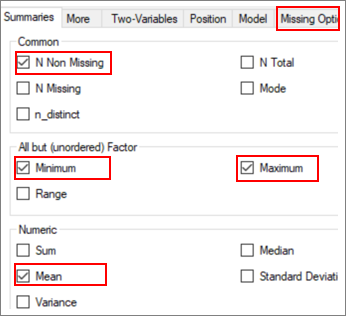 Summaries More Two-Variables Position Model Missing Opti
Common
N Non Missing N Total
N Missing Mode
n_distinct
All but (unordered) Factor
Minimum Maximum
Range
Numeric
Sum Median
Mean Standard Deviati
Variance